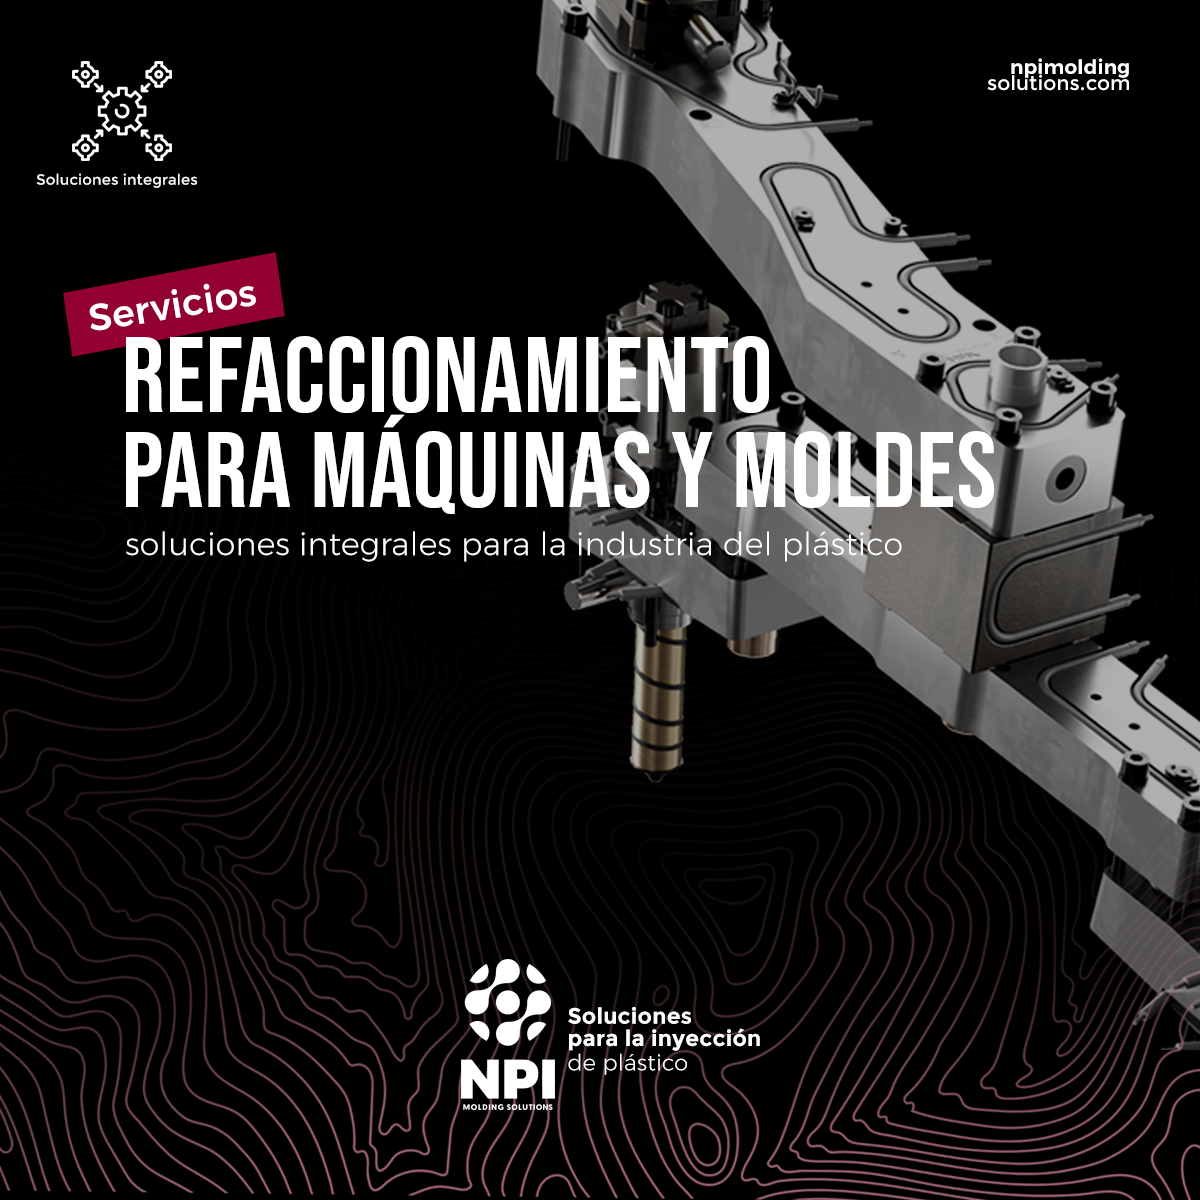 npimolding
solutions.com
Soluciones integrales
Servicios
REFACCIONAMIENTO
PARA MÁQUINAS Y MOLDES
soluciones integrales para la industria del plástico
Soluciones
para la inyección
de plástico
NPI
MOLDING SOLUTIONS